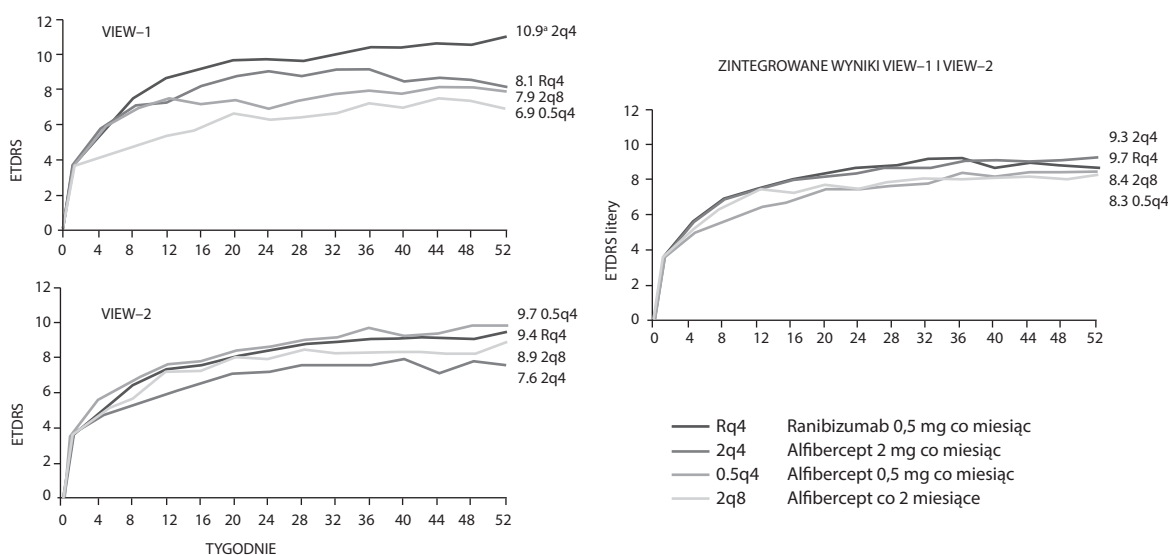 VIEW–1
ETDRS
12
10
8
6
4
2
0
0 4 8 12 16 20 24 28 32 36 40 44 48 52
10.9ª 2q4
8.1 Rq4
7.9 2q8
6.9 0.5q4
VIEW–2
ETDRS
12
10
8
6
4
2
0
0 4 8 12 16 20 24 28 32 36 40 44 48 52
TYGODNIE
9.7 0.5q4
9.4 Rq4
8.9 2q8
7.6 2q4
ZINTEGROWANE WYNIKI VIEW–1 I VIEW–2
ETDRS litery
12
10
8
6
4
2
0
0 4 8 12 16 20 24 28 32 36 40 44 48 52
9.3 2q4
9.7 Rq4
8.4 2q8
8.3 0.5q4
Rq4 Ranibizumab 0,5 mg co miesiąc
2q4 Alfibercept 2 mg co miesiąc
0.5q4 Alfibercept 0,5 mg co miesiąc
2q8 Alfibercept co 2 miesiące